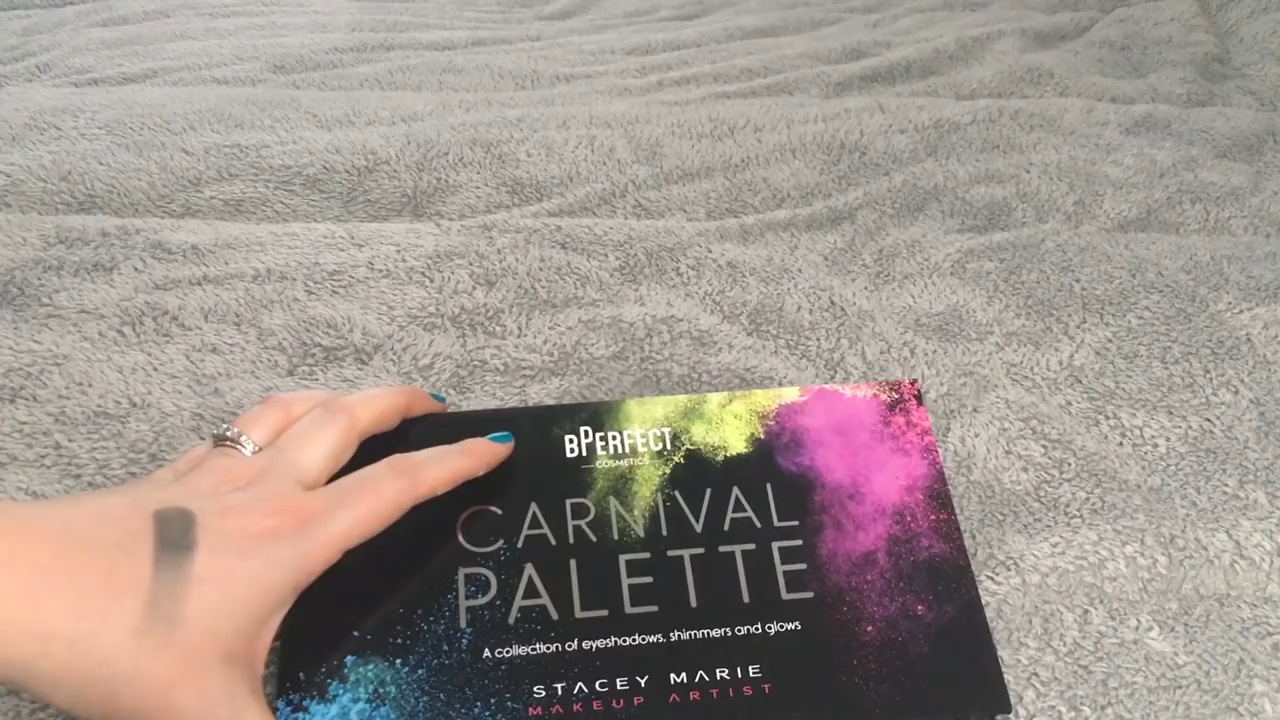 BPERFECT
COSMETICS
CARNIVAL
PALETTE
A collection of eyeshadows, shimmers and glows
STACEY MARIE
MAKEUP ARTIST